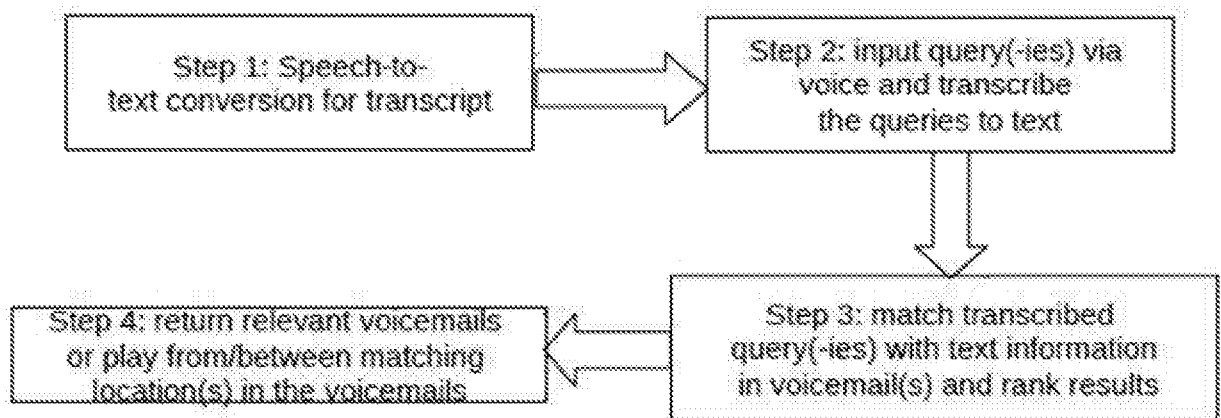 Step 1: Speech-to-
text conversion for transcript
Step 2: input query(-ies) via
voice and transcribe
the queries to text
Step 3: match transcribed
query(-ies) with text information
in voicemail(s) and rank results
Step 4: return relevant voicemails
or play from/between matching
location(s) in the voicemails